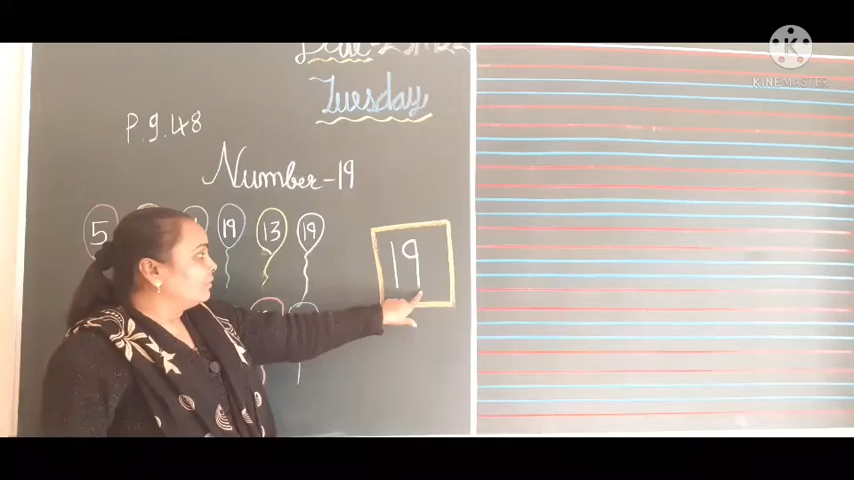 Tuesday
P.g.48
Number-19
5 19 13 19
19
K
KINEMASTER